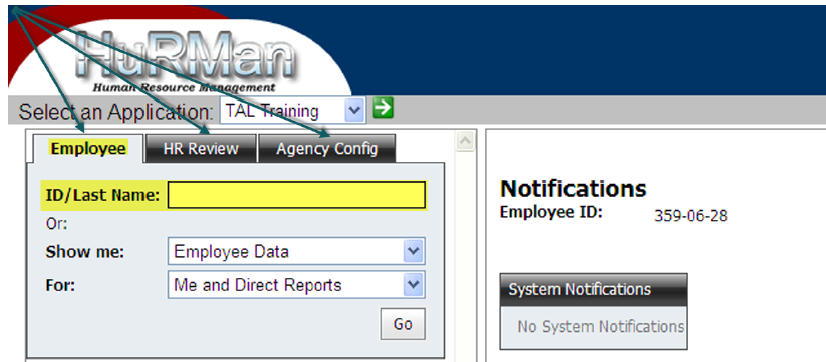 HuRMan
Human Resource Management
Select an Application: TAL Training
Employee HR Review Agency Config
ID/Last Name:
Or:
Show me: Employee Data
For: Me and Direct Reports
Go
Notifications
Employee ID: 359-06-28
System Notifications
No System Notifications